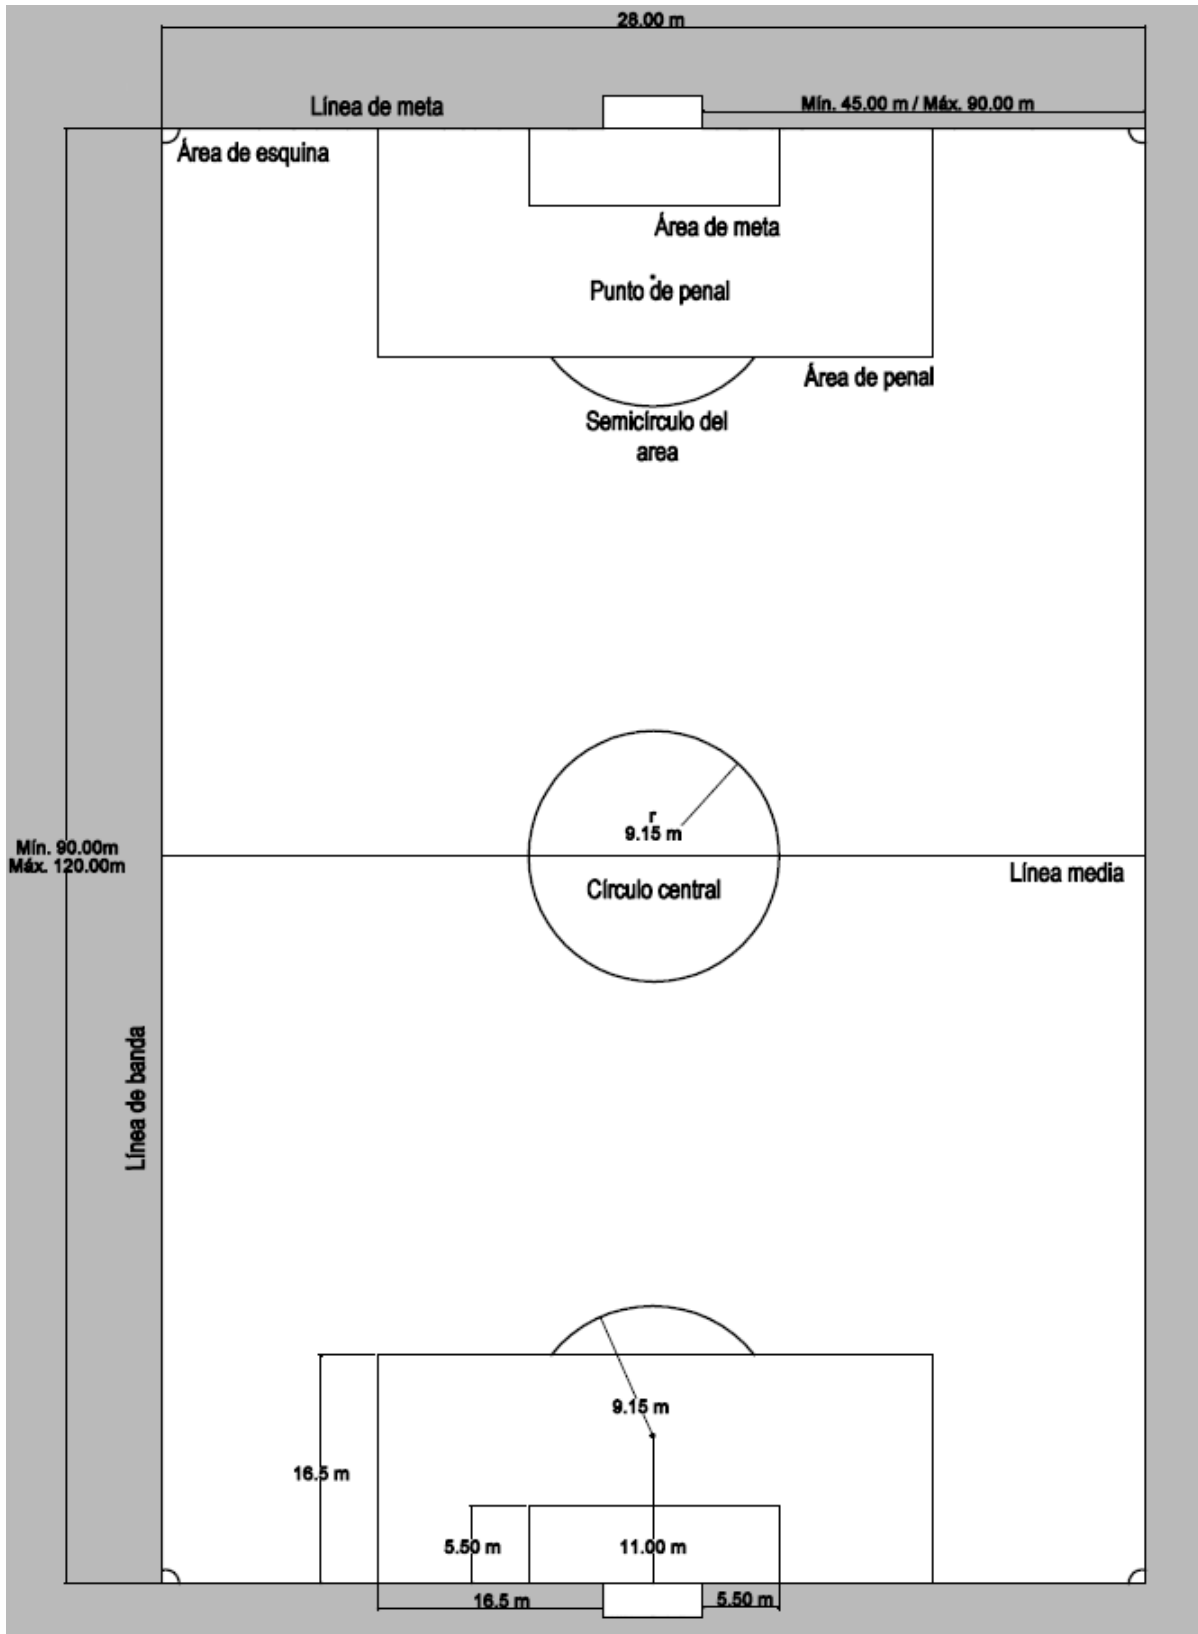 28.00 m
Línea de meta
Mín. 45.00 m / Máx. 90.00 m
Área de esquina
Área de meta
Punto de penal
Área de penal
Semicírculo del
area
r
9.15 m
Mín. 90.00m
Máx. 120.00m
Línea media
Círculo central
Línea de banda
9.15 m
16.5 m
5.50 m
11.00 m
16.5 m
5.50 m